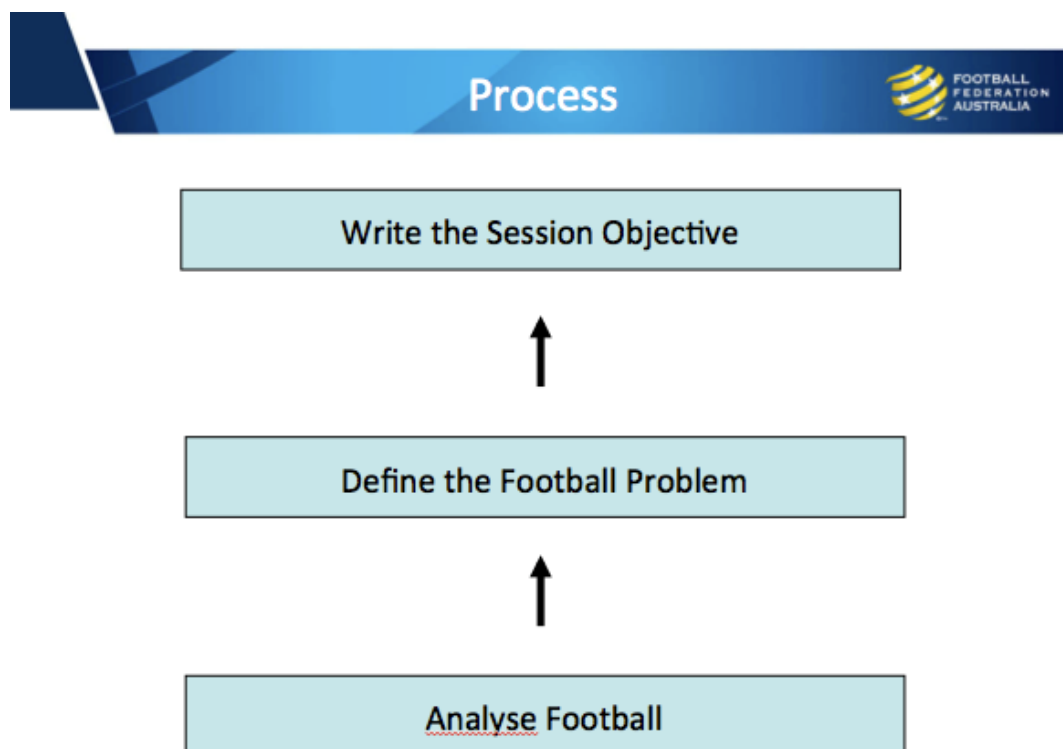 Process
FOOTBALL
FEDERATION
AUSTRALIA
Write the Session Objective
Define the Football Problem
Analyse Football